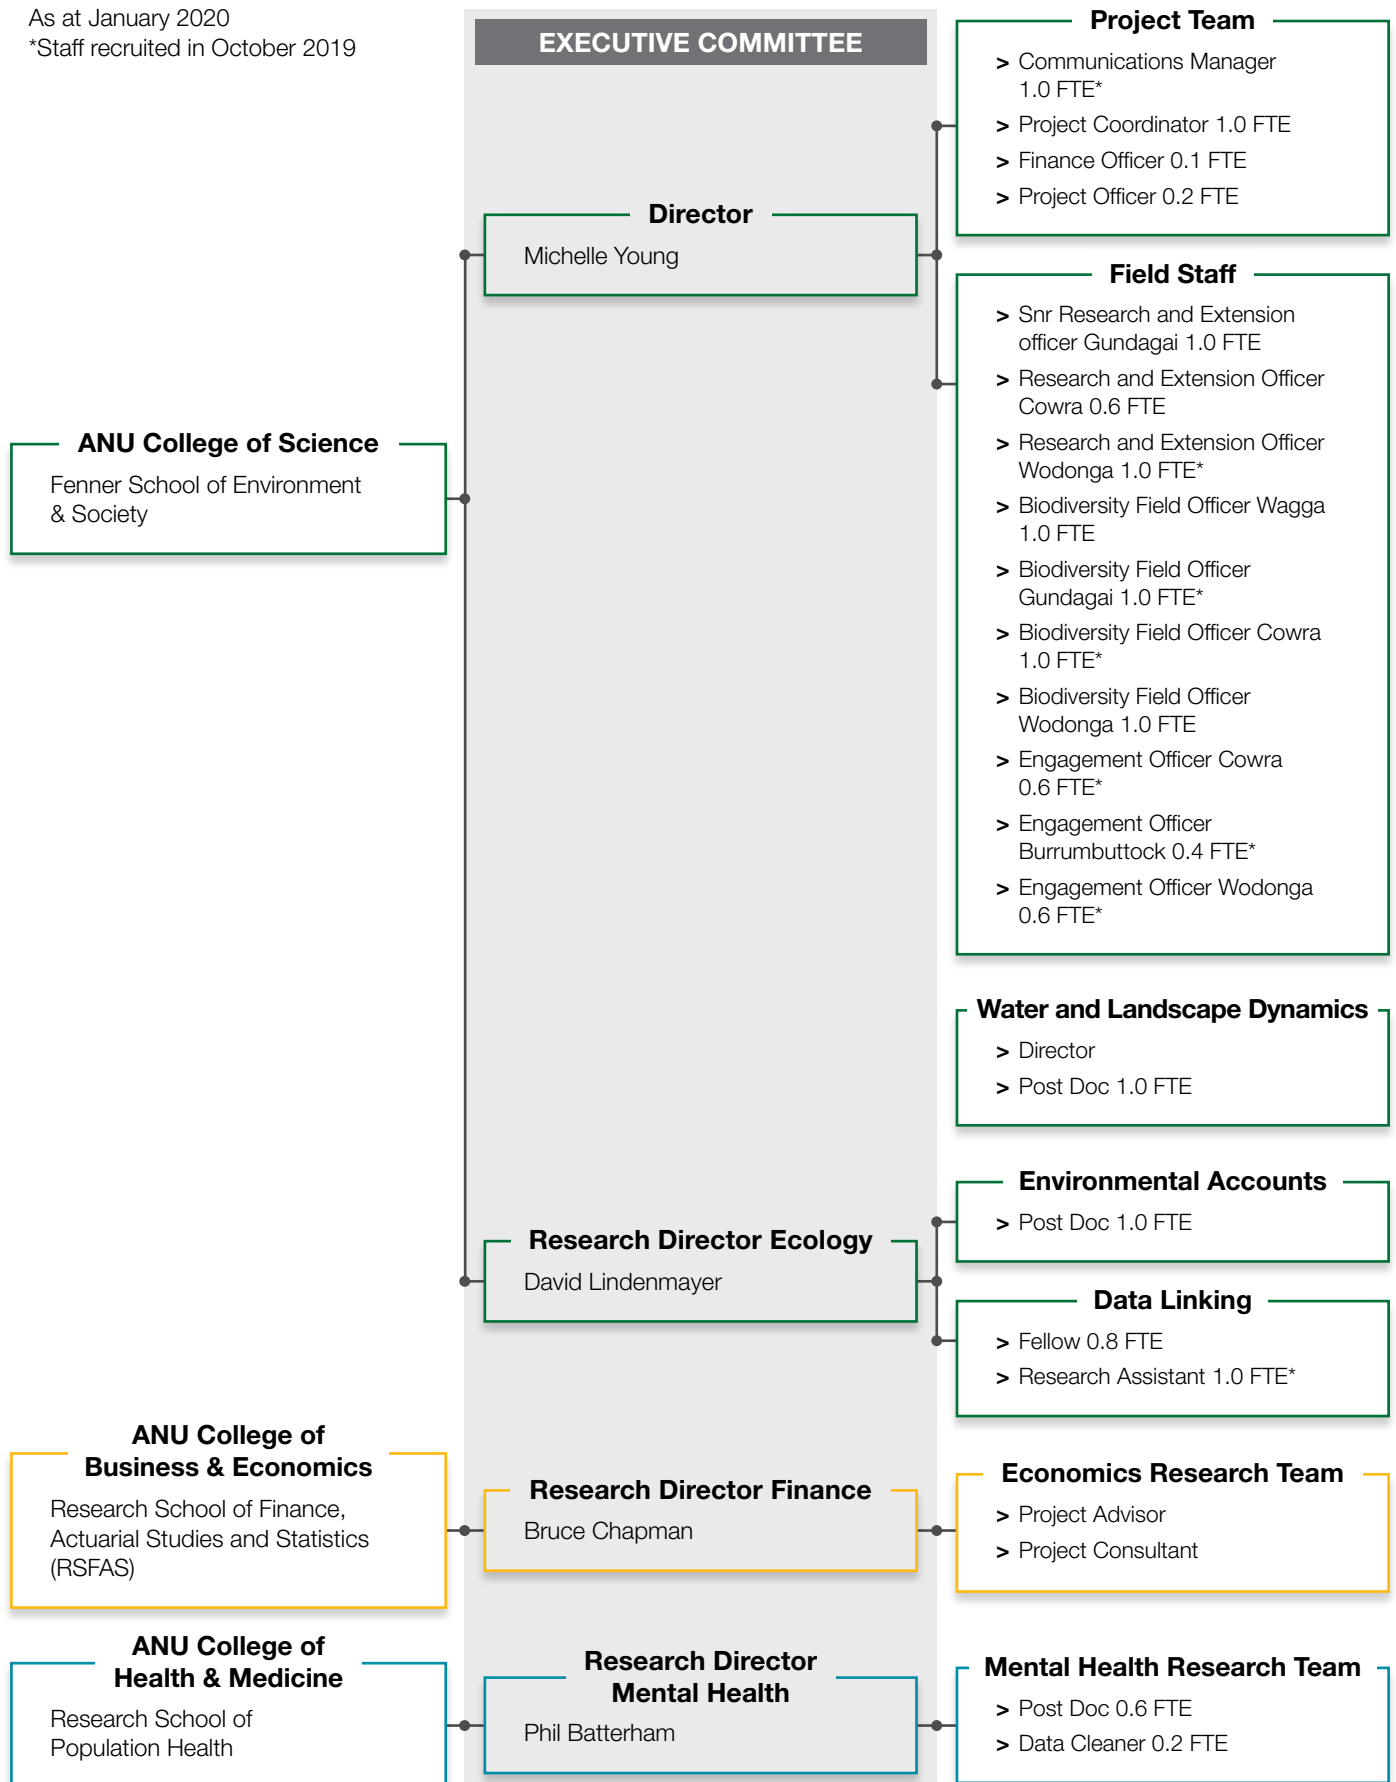 As at January 2020
*Staff recruited in October 2019
EXECUTIVE COMMITTEE
Project Team
> Communications Manager
1.0 FTE*
> Project Coordinator 1.0 FTE
> Finance Officer 0.1 FTE
> Project Officer 0.2 FTE
Director
Michelle Young
Field Staff
> Snr Research and Extension
officer Gundagai 1.0 FTE
> Research and Extension Officer
Cowra 0.6 FTE
> Research and Extension Officer
Wodonga 1.0 FTE*
> Biodiversity Field Officer Wagga
1.0 FTE
> Biodiversity Field Officer
Gundagai 1.0 FTE*
> Biodiversity Field Officer Cowra
1.0 FTE*
> Biodiversity Field Officer
Wodonga 1.0 FTE
> Engagement Officer Cowra
0.6 FTE*
> Engagement Officer
Burrumbuttock 0.4 FTE*
> Engagement Officer Wodonga
0.6 FTE*
ANU College of Science
Fenner School of Environment
& Society
Water and Landscape Dynamics
> Director
> Post Doc 1.0 FTE
Environmental Accounts
> Post Doc 1.0 FTE
Research Director Ecology
David Lindenmayer
Data Linking
> Fellow 0.8 FTE
> Research Assistant 1.0 FTE*
ANU College of
Business & Economics
Research School of Finance,
Actuarial Studies and Statistics
(RSFAS)
Research Director Finance
Bruce Chapman
Economics Research Team
> Project Advisor
> Project Consultant
ANU College of
Health & Medicine
Research School of
Population Health
Research Director
Mental Health
Phil Batterham
Mental Health Research Team
> Post Doc 0.6 FTE
> Data Cleaner 0.2 FTE